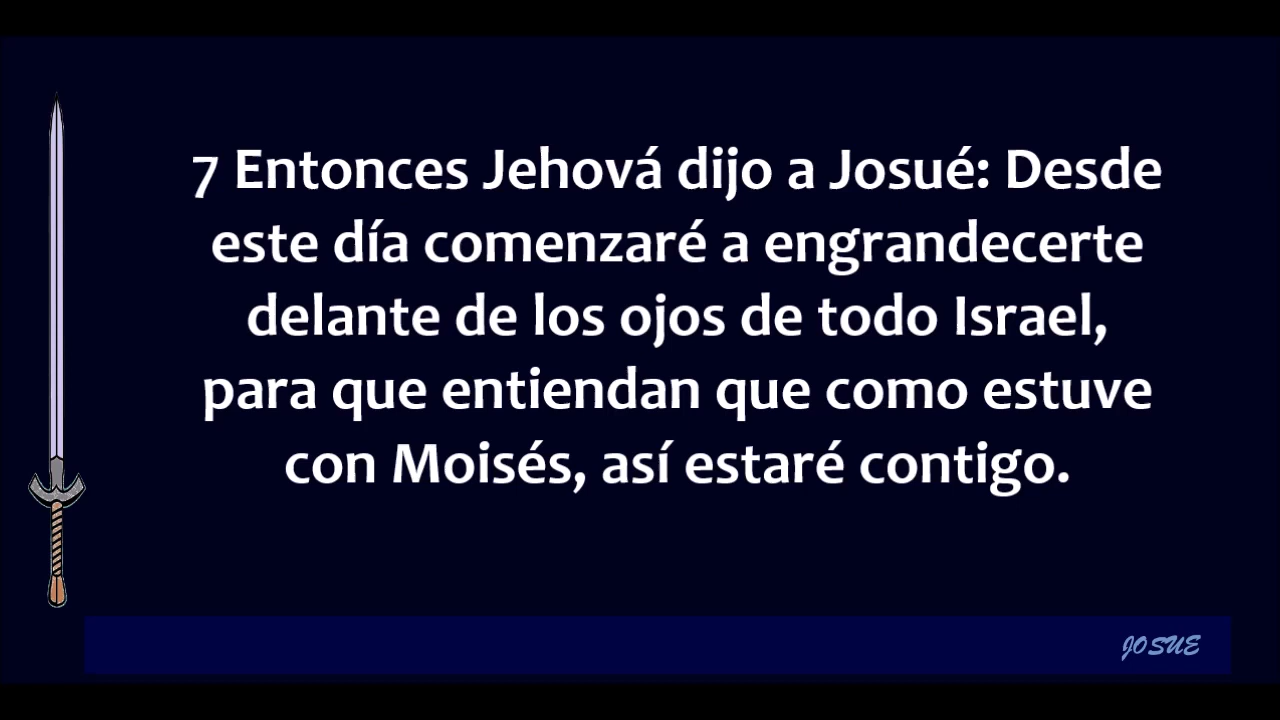 7 Entonces Jehová dijo a Josué: Desde
este día comenzaré a engrandecerte
delante de los ojos de todo Israel,
para que entiendan que como estuve
con Moisés, así estaré contigo.
JOSUE